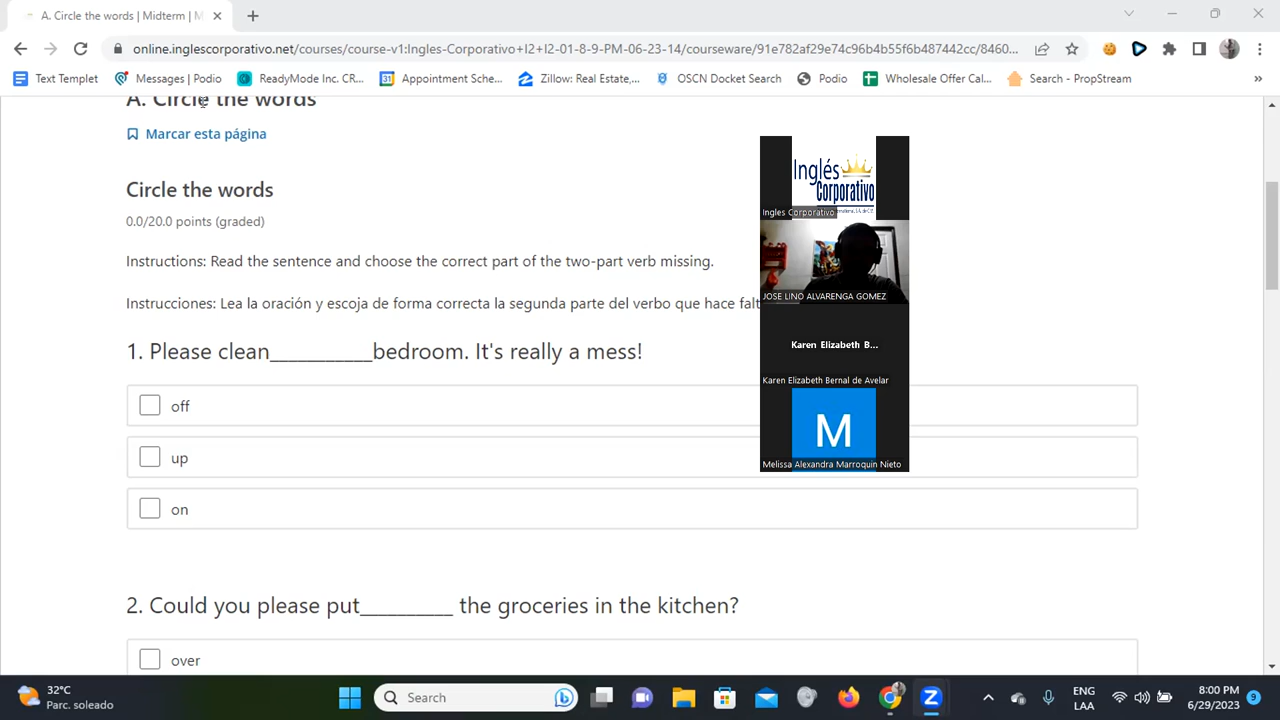 A. Circle the words | Midterm | M
online.inglescorporativo.net/courses/course-v1:Ingles-Corporativo+I2+I2-01-8-9-PM-06-23-14/courseware/91e782af29e74c96b4b55f6b487442cc/8460...
Text Templet
Messages | Podio
ReadyMode Inc. CR...
Appointment Sche...
Zillow: Real Estate,...
OSCN Docket Search
Podio
Wholesale Offer Cal...
Search - PropStream
»
A. Circle the words
Marcar esta página
Circle the words
0.0/20.0 points (graded)
Instructions: Read the sentence and choose the correct part of the two-part verb missing.
Instrucciones: Lea la oración y escoja de forma correcta la segunda parte del verbo que hace falt
1. Please clean___________bedroom. It's really a mess!
off
up
on
2. Could you please put__________ the groceries in the kitchen?
over
Inglés
Corporativo
Ingles Corporativo
JOSE LINO ALVARENGA GOMEZ
Karen Elizabeth B...
Karen Elizabeth Bernal de Avelar
M
Melissa Alexandra Marroquin Nieto
32°C
Parc. soleado
Search
ENG
LAA
8:00 PM
6/29/2023
9